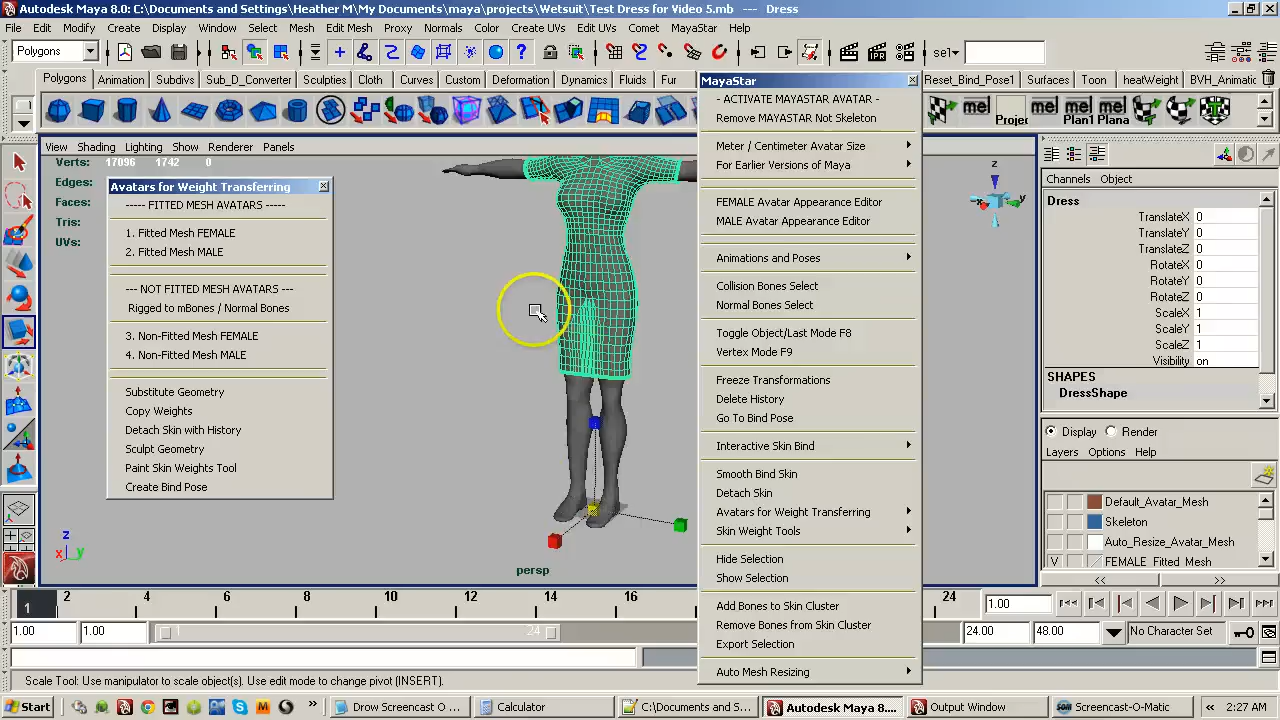 Autodesk Maya 8.0: C:\Documents and Settings\Heather M\My Documents\maya\projects\Wetsuit\Test Dress for Video 5.mb --- Dress
File Edit Modify Create Display Window Select Mesh Edit Mesh Proxy Normals Color Create UVs Edit UVs Comet MayaStar Help
Polygons
sel
Polygons Animation Subdivs Sub_D_Converter Sculpties Cloth Curves Custom Deformation Dynamics Fluids Fur Reset_Bind_Pose1 Surfaces Toon heatWeight BVH_Animatic
mel Projec mel Plan1 mel Plana
View Shading Lighting Show Renderer Panels
Verts: 17096 1742 0
Edges:
Faces:
Tris:
UVs:
Avatars for Weight Transferring
----- FITTED MESH AVATARS -----
1. Fitted Mesh FEMALE
2. Fitted Mesh MALE
--- NOT FITTED MESH AVATARS ---
Rigged to mBones / Normal Bones
3. Non-Fitted Mesh FEMALE
4. Non-Fitted Mesh MALE
Substitute Geometry
Copy Weights
Detach Skin with History
Sculpt Geometry
Paint Skin Weights Tool
Create Bind Pose
z
x y
persp
MayaStar
- ACTIVATE MAYASTAR AVATAR -
Remove MAYASTAR Not Skeleton
Meter / Centimeter Avatar Size
For Earlier Versions of Maya
FEMALE Avatar Appearance Editor
MALE Avatar Appearance Editor
Animations and Poses
Collision Bones Select
Normal Bones Select
Toggle Object/Last Mode F8
Vertex Mode F9
Freeze Transformations
Delete History
Go To Bind Pose
Interactive Skin Bind
Smooth Bind Skin
Detach Skin
Avatars for Weight Transferring
Skin Weight Tools
Hide Selection
Show Selection
Add Bones to Skin Cluster
Remove Bones from Skin Cluster
Export Selection
Auto Mesh Resizing
z
y
Channels Object
Dress
TranslateX 0
TranslateY 0
TranslateZ 0
RotateX 0
RotateY 0
RotateZ 0
ScaleX 1
ScaleY 1
ScaleZ 1
Visibility on
SHAPES
DressShape
Display Render
Layers Options Help
Default_Avatar_Mesh
Skeleton
Auto_Resize_Avatar_Mesh
V FEMALE_Fitted_Mesh
<< >>
1 2 4 6 8 10 12 14 16 24 1.00
1.00 1.00 1 24 24.00 48.00 No Character Set
Scale Tool: Use manipulator to scale object(s). Use edit mode to change pivot (INSERT).
Start Drow Screencast O... Calculator C:\Documents and S... Autodesk Maya 8.... Output Window Screencast-O-Matic 2:27 AM